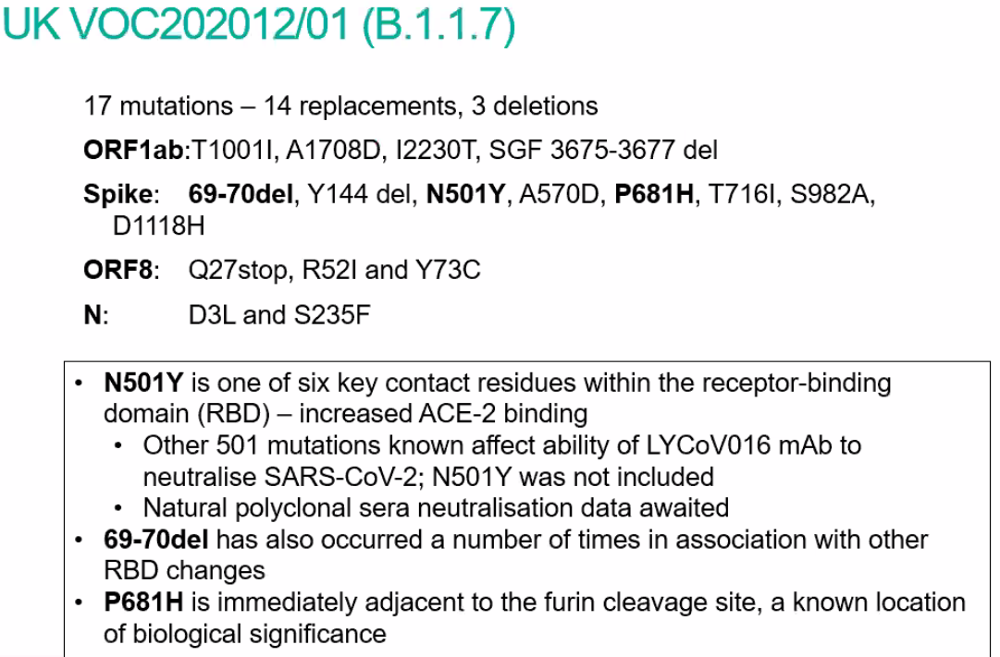 UK VOC202012/01 (B.1.1.7)
17 mutations – 14 replacements, 3 deletions
ORF1ab:T1001I, A1708D, I2230T, SGF 3675-3677 del
Spike: 69-70del, Y144 del, N501Y, A570D, P681H, T716I, S982A,
D1118H
ORF8: Q27stop, R52I and Y73C
N: D3L and S235F
• N501Y is one of six key contact residues within the receptor-binding
domain (RBD) – increased ACE-2 binding
• Other 501 mutations known affect ability of LYCoV016 mAb to
neutralise SARS-CoV-2; N501Y was not included
• Natural polyclonal sera neutralisation data awaited
• 69-70del has also occurred a number of times in association with other
RBD changes
• P681H is immediately adjacent to the furin cleavage site, a known location
of biological significance